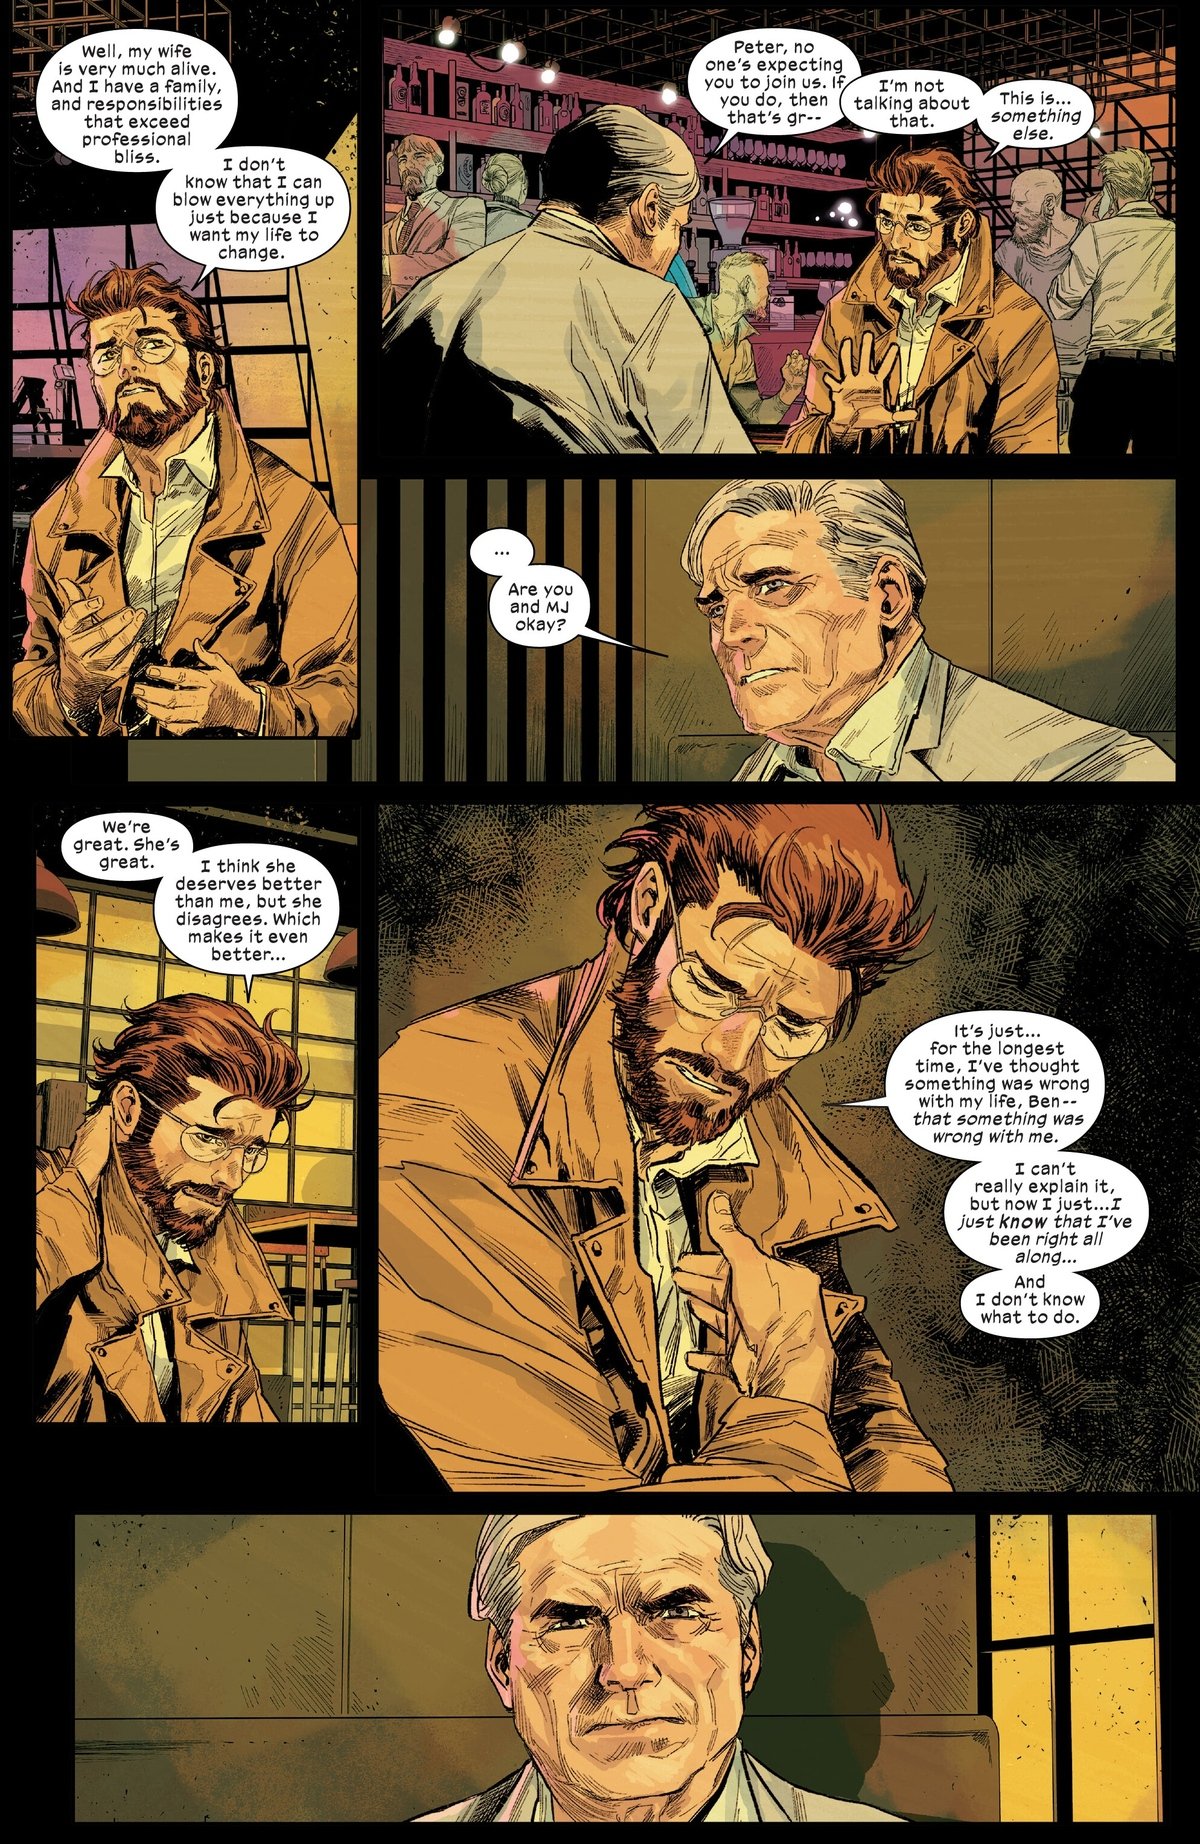 Well, my wife
is very much alive.
And I have a family,
and responsibilities
that exceed
professional
bliss.
I don't
know that I can
blow everything up
just because I
want my life to
change.
Peter, no
one's expecting
you to join us. If
you do, then
that's gr--
I'm not
talking about
that.
This is...
something
else.
...
Are you
and MJ
okay?
We're
great. She's
great.
I think she
deserves better
than me, but she
disagrees. Which
makes it even
better...
It's just...
for the longest
time, I've thought
something was wrong
with my life, Ben--
that something was
wrong with me.
I can't
really explain it,
but now I just...I
just know that I've
been right all
along...
And
I don't know
what to do.